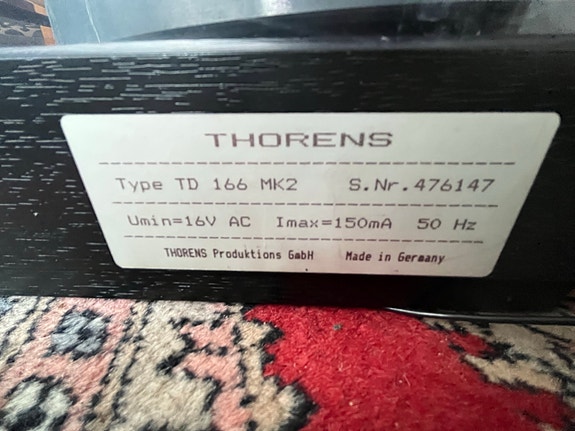 THORENS
Type TD 166 MK2 S.Nr.476147
Umin=16V AC Imax=150mA 50 Hz
THORENS Produktions GmbH Made in Germany